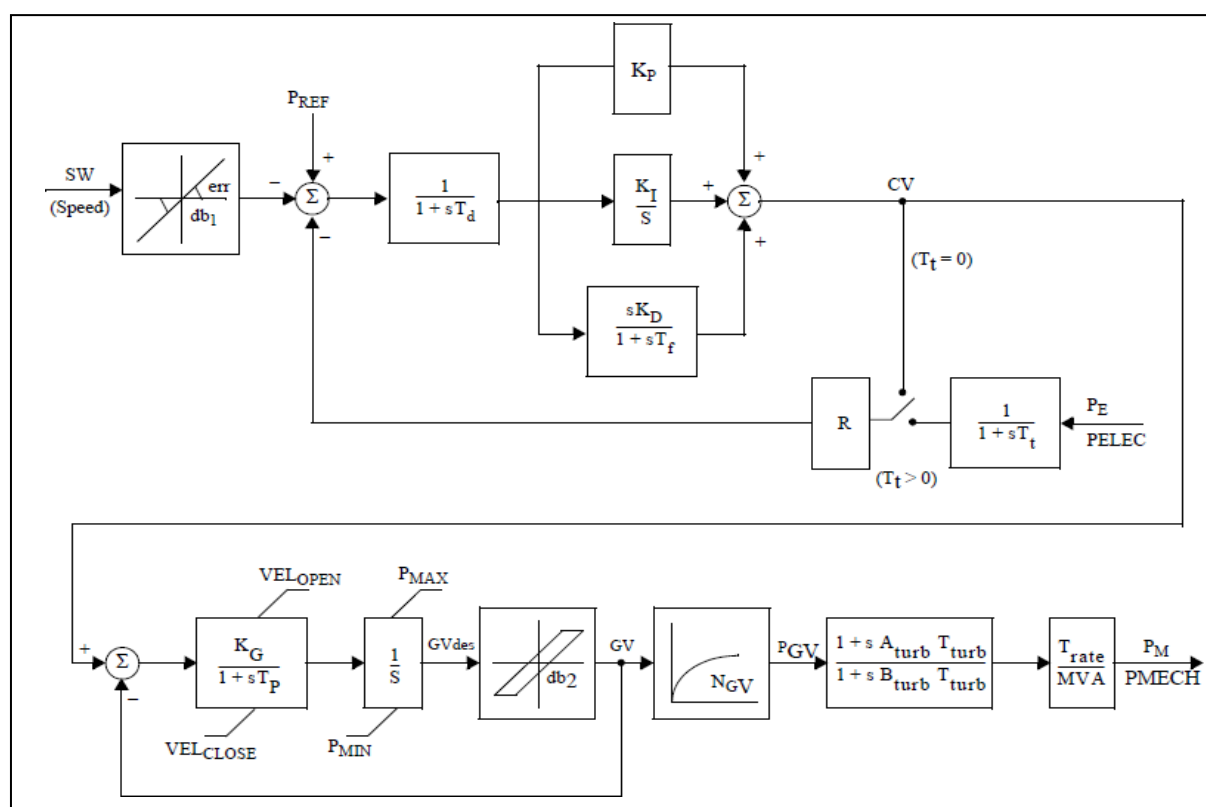 K_P
P_REF
SW
(Speed)
err
db_1
−
+
Σ
−
1
1 + sT_d
K_I
S
+
+
Σ
+
CV
(T_t = 0)
sK_D
1 + sT_f
R
1
1 + sT_t
P_E
PELEC
(T_t > 0)
VEL_OPEN
P_MAX
+
Σ
−
K_G
1 + sT_P
1
S
GVdes
db2
GV
N_GV
P_GV
1 + s A_turb T_turb
1 + s B_turb T_turb
T_rate
MVA
P_M
PMECH
VEL_CLOSE
P_MIN